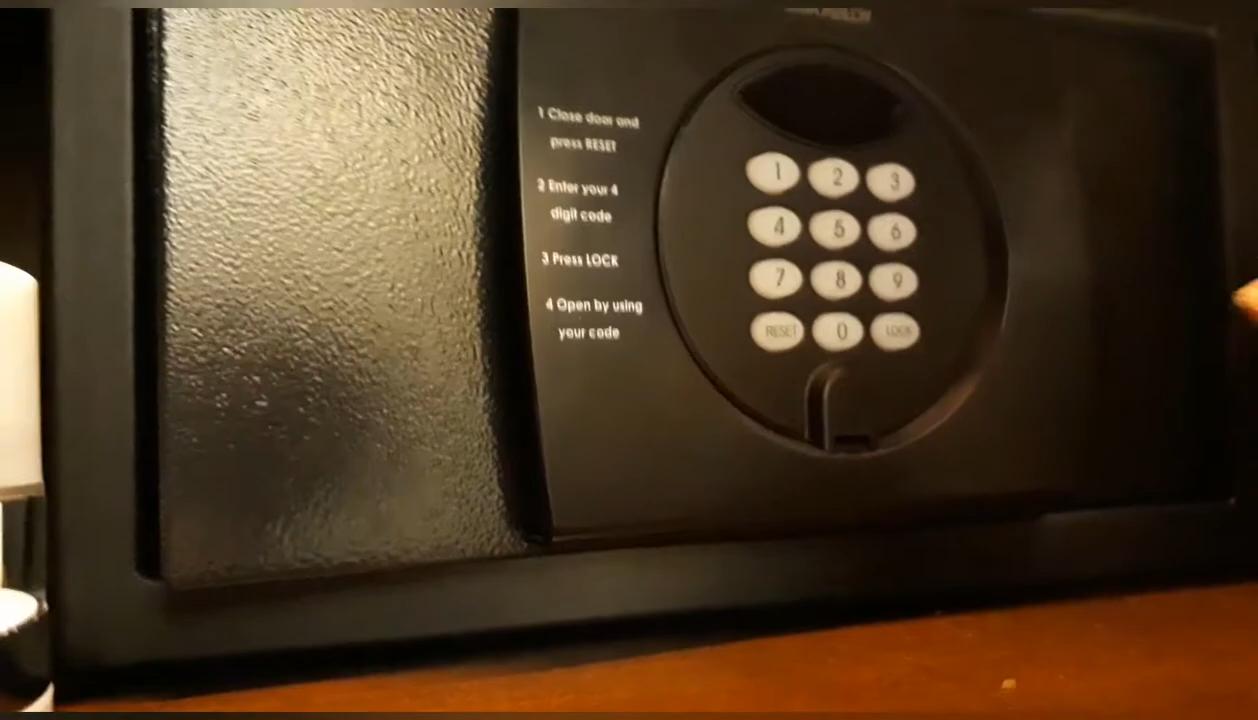 1 Close door and
press RESET
2 Enter your 4
digit code
3 Press LOCK
4 Open by using
your code
1 2 3
4 5 6
7 8 9
RESET 0 LOCK